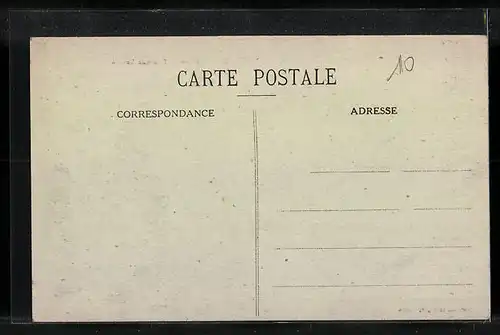 CARTE POSTALE
10
CORRESPONDANCE
ADRESSE